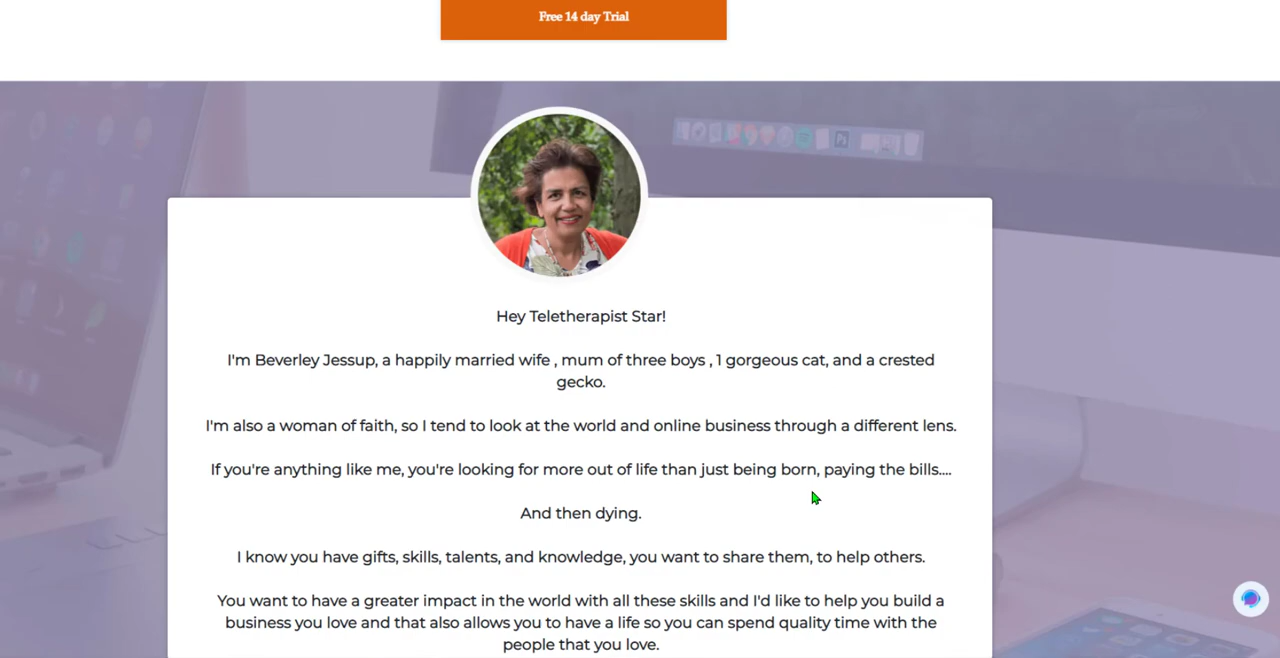 Free 14 day Trial
Hey Teletherapist Star!
I'm Beverley Jessup, a happily married wife , mum of three boys , 1 gorgeous cat, and a crested
gecko.
I'm also a woman of faith, so I tend to look at the world and online business through a different lens.
If you're anything like me, you're looking for more out of life than just being born, paying the bills....
And then dying.
I know you have gifts, skills, talents, and knowledge, you want to share them, to help others.
You want to have a greater impact in the world with all these skills and I'd like to help you build a
business you love and that also allows you to have a life so you can spend quality time with the
people that you love.